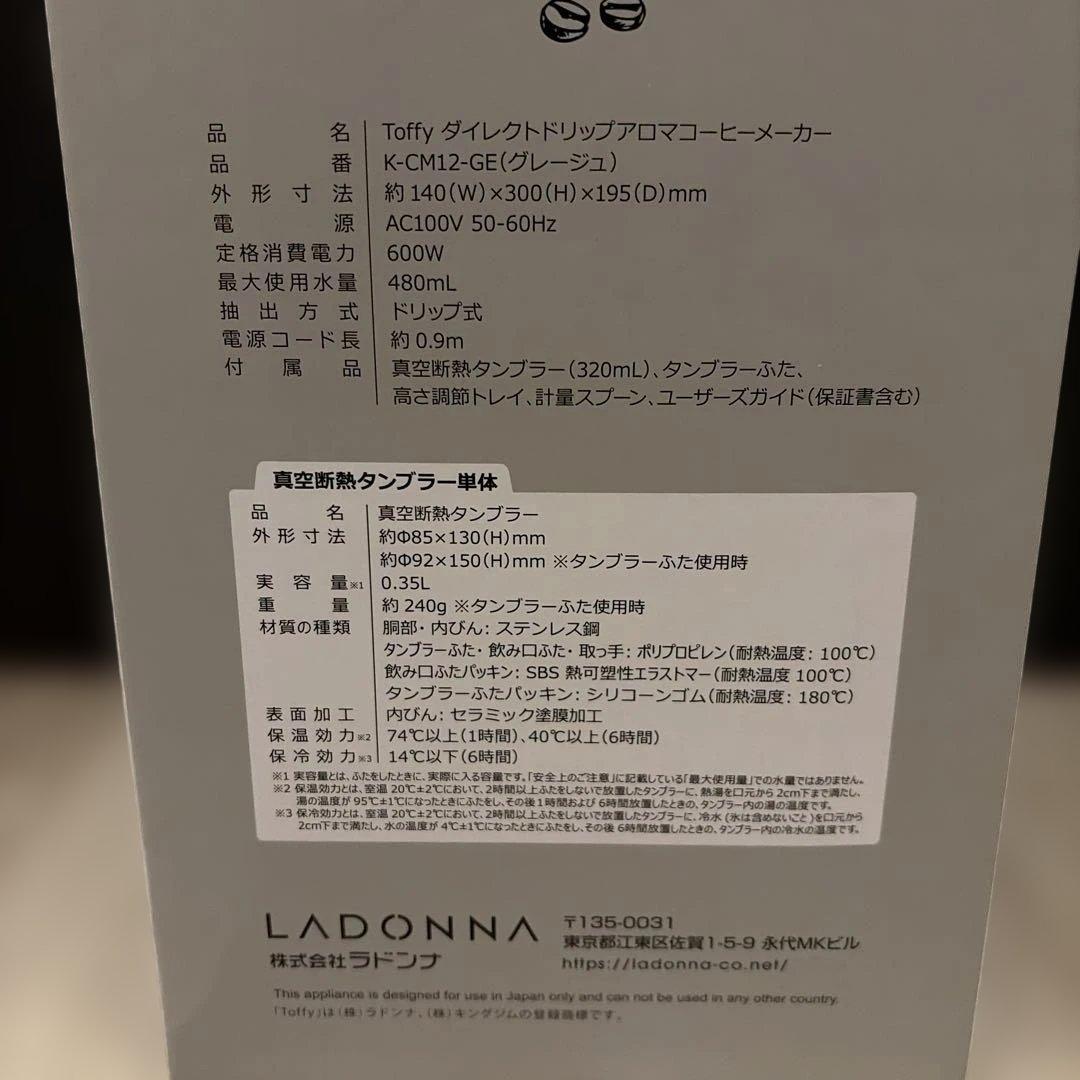 品名 Toffy ダイレクトドリップアロマコーヒーメーカー
品番 K-CM12-GE(グレージュ)
外形寸法 約140(W)×300(H)×195(D)mm
電源 AC100V 50-60Hz
定格消費電力 600W
最大使用水量 480mL
抽出方式 ドリップ式
電源コード長 約0.9m
付属品 真空断熱タンブラー(320mL)、タンブラーふた、
高さ調節トレイ、計量スプーン、ユーザーズガイド(保証書含む)
真空断熱タンブラー単体
品名 真空断熱タンブラー
外形寸法 約Φ85×130(H)mm
約Φ92×150(H)mm ※タンブラーふた使用時
実容量※1 0.35L
重量 約240g ※タンブラーふた使用時
材質の種類 胴部・内びん: ステンレス鋼
タンブラーふた・飲み口ふた・取っ手: ポリプロピレン(耐熱温度: 100℃)
飲み口ふたパッキン: SBS 熱可塑性エラストマー(耐熱温度 100℃)
タンブラーふたパッキン: シリコーンゴム(耐熱温度: 180℃)
表面加工 内びん: セラミック塗膜加工
保温効力※2 74℃以上(1時間)、40℃以上(6時間)
保冷効力※3 14℃以下(6時間)
※1 実容量とは、ふたをしたときに、実際に入る容量です。「安全上のご注意」に記載している「最大使用量」での水量ではありません。
※2 保温効力とは、室温 20℃±2℃において、2時間以上ふたをしないで放置したタンブラーに、熱湯を口元から 2cm下まで満たし、
湯の温度が 95℃±1℃になったときにふたをし、その後1時間および 6時間放置したときの、タンブラー内の湯の温度です。
※3 保冷効力とは、室温 20℃±2℃において、2時間以上ふたをしないで放置したタンブラーに、冷水 (氷は含めないこと)を口元から
2cm下まで満たし、水の温度が 4℃±1℃になったときにふたをし、その後 6時間放置したときの、タンブラー内の冷水の温度です。
LADONNA
株式会社ラドンナ
〒135-0031
東京都江東区佐賀1-5-9 永代MKビル
https://ladonna-co.net/
This appliance is designed for use in Japan only and can not be used in any other country.
「Toffy」は(株)ラドンナ、(株)キングジムの登録商標です。